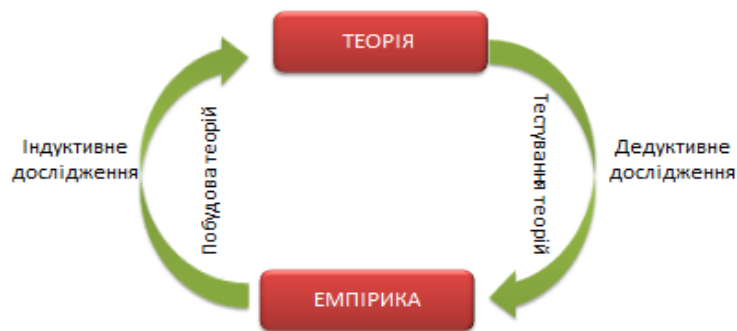 ТЕОРІЯ
Індуктивне
дослідження
Побудова теорій
Тестування теорій
Дедуктивне
дослідження
ЕМПІРИКА